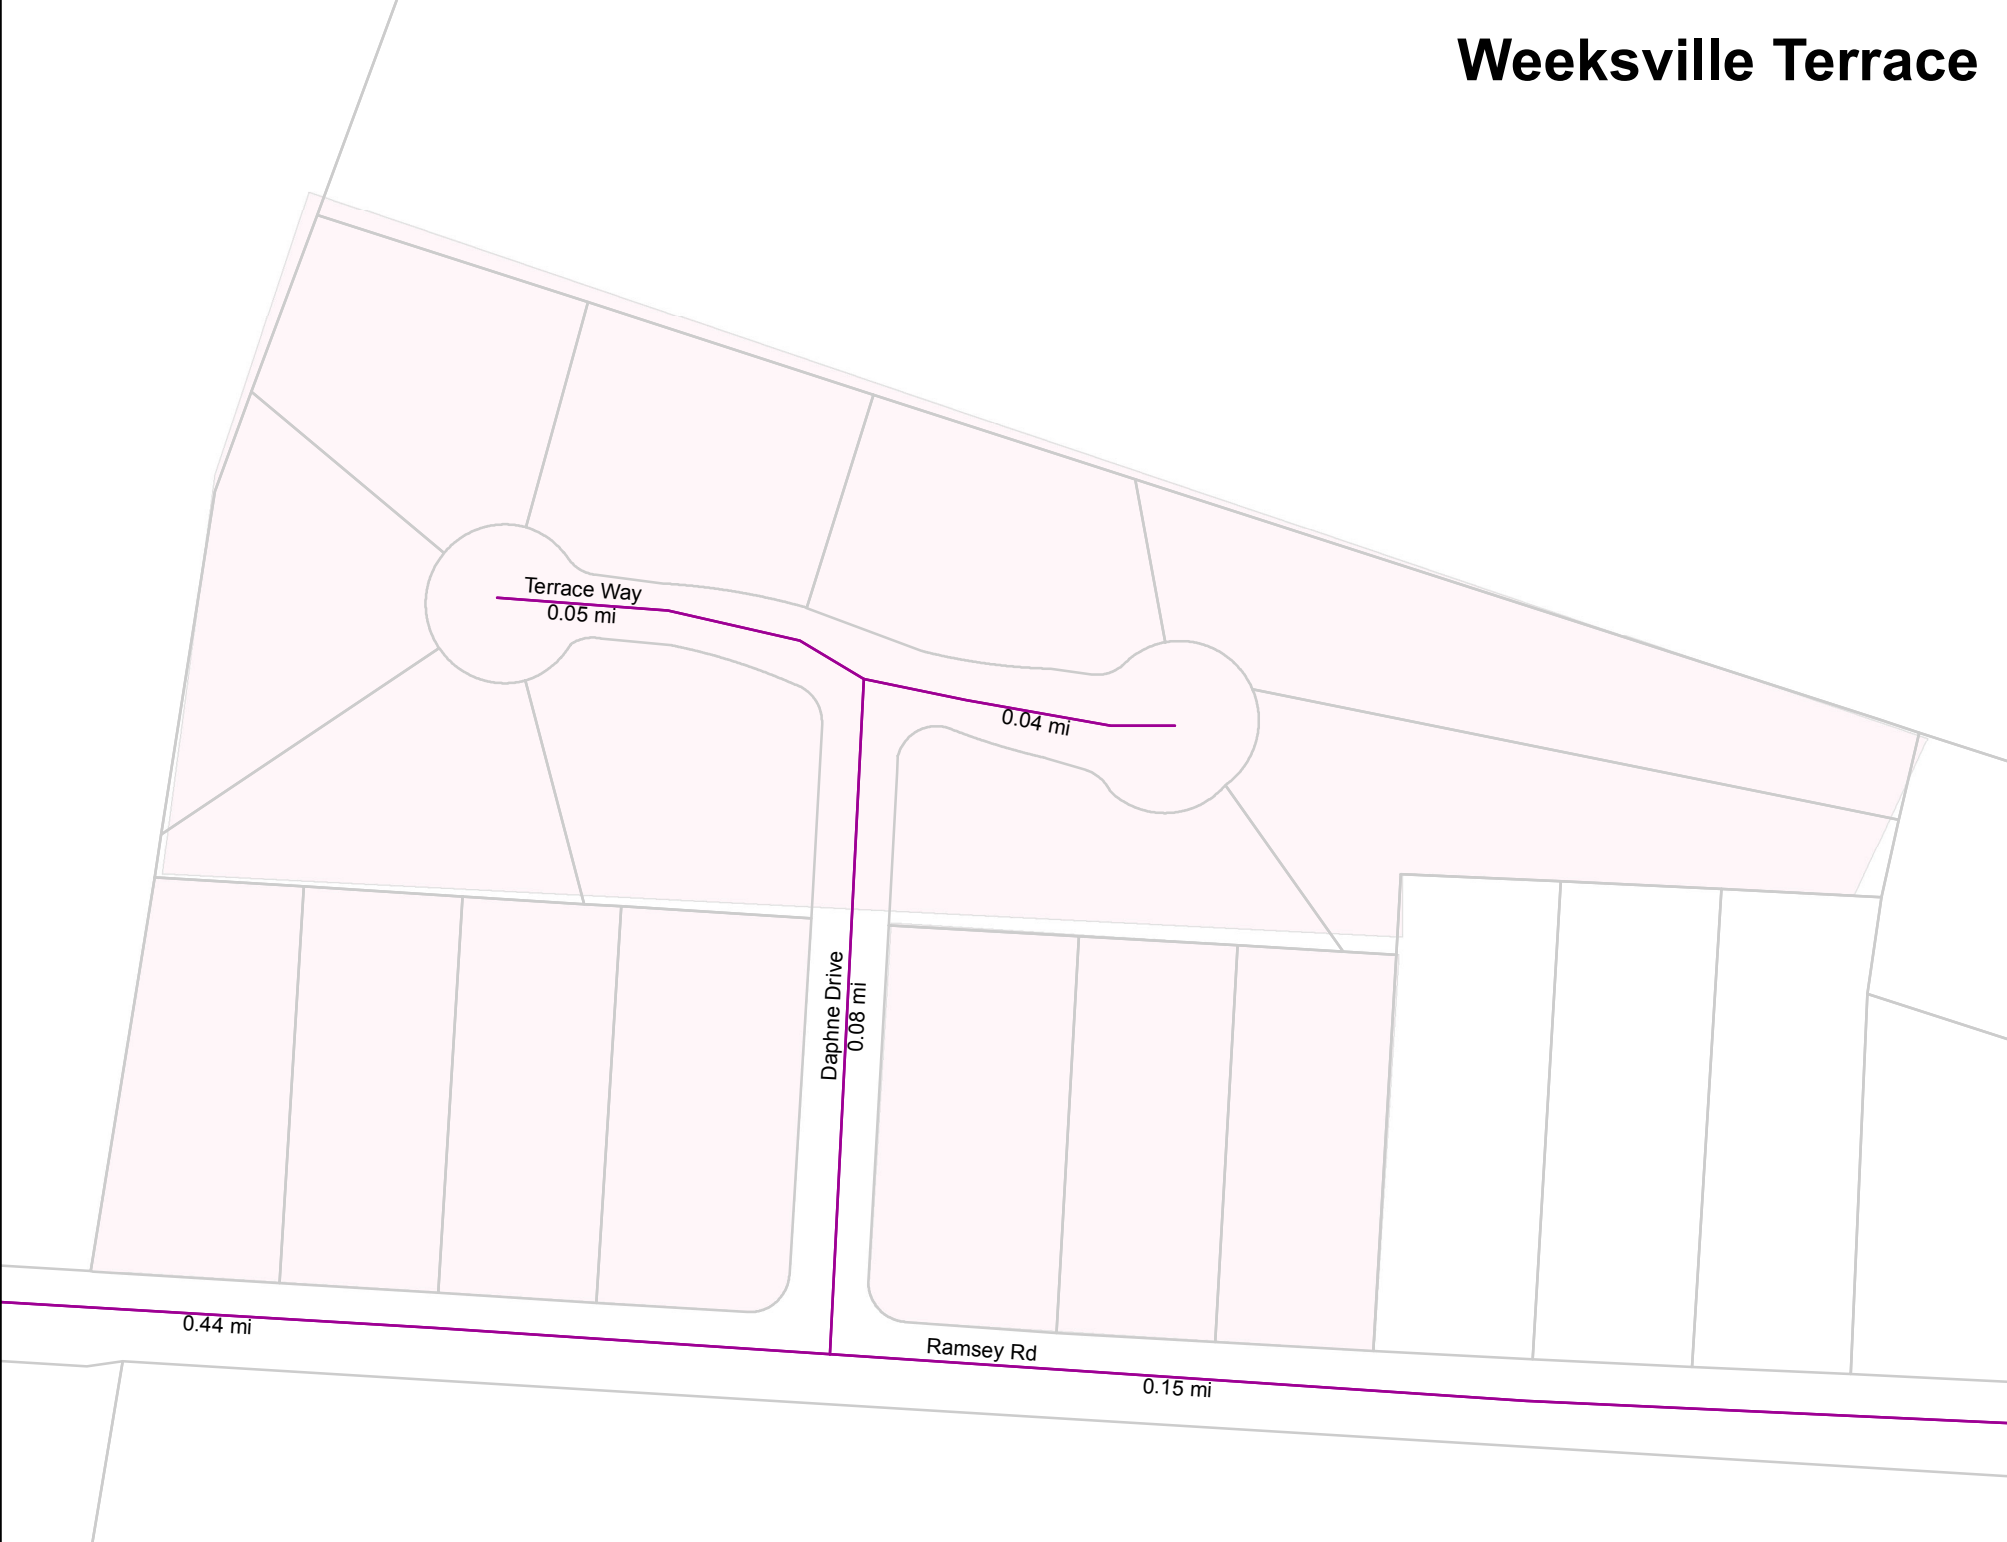 Weeksville Terrace
Terrace Way
0.05 mi
0.04 mi
Daphne Drive
0.08 mi
0.44 mi
Ramsey Rd
0.15 mi